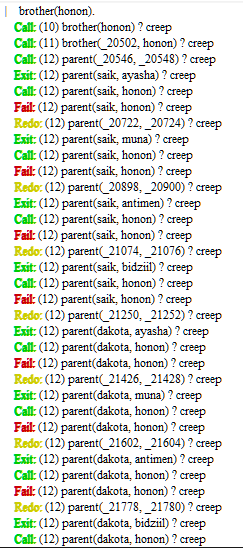 brother(honon).
Call: (10) brother(honon) ? creep
Call: (11) brother(_20502, honon) ? creep
Call: (12) parent(_20546, _20548) ? creep
Exit: (12) parent(saik, ayasha) ? creep
Call: (12) parent(saik, honon) ? creep
Fail: (12) parent(saik, honon) ? creep
Redo: (12) parent(_20722, _20724) ? creep
Exit: (12) parent(saik, muna) ? creep
Call: (12) parent(saik, honon) ? creep
Fail: (12) parent(saik, honon) ? creep
Redo: (12) parent(_20898, _20900) ? creep
Exit: (12) parent(saik, antimen) ? creep
Call: (12) parent(saik, honon) ? creep
Fail: (12) parent(saik, honon) ? creep
Redo: (12) parent(_21074, _21076) ? creep
Exit: (12) parent(saik, bidziil) ? creep
Call: (12) parent(saik, honon) ? creep
Fail: (12) parent(saik, honon) ? creep
Redo: (12) parent(_21250, _21252) ? creep
Exit: (12) parent(dakota, ayasha) ? creep
Call: (12) parent(dakota, honon) ? creep
Fail: (12) parent(dakota, honon) ? creep
Redo: (12) parent(_21426, _21428) ? creep
Exit: (12) parent(dakota, muna) ? creep
Call: (12) parent(dakota, honon) ? creep
Fail: (12) parent(dakota, honon) ? creep
Redo: (12) parent(_21602, _21604) ? creep
Exit: (12) parent(dakota, antimen) ? creep
Call: (12) parent(dakota, honon) ? creep
Fail: (12) parent(dakota, honon) ? creep
Redo: (12) parent(_21778, _21780) ? creep
Exit: (12) parent(dakota, bidziil) ? creep
Call: (12) parent(dakota, honon) ? creep